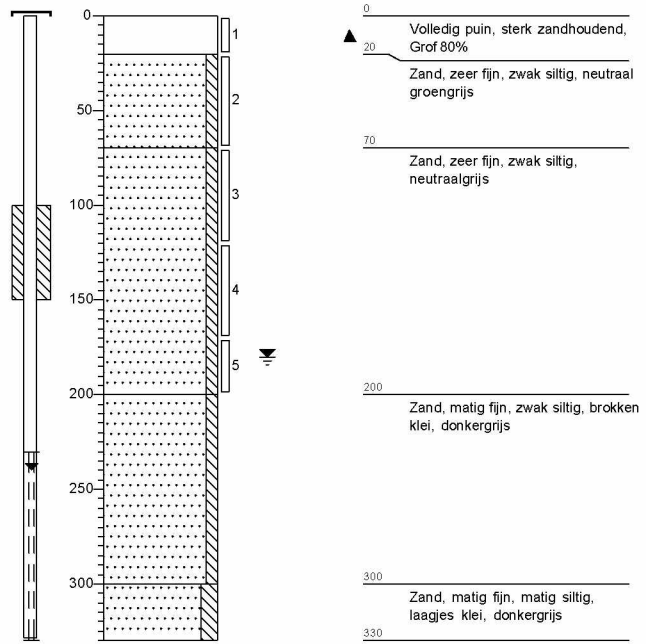 0
50
100
150
200
250
300
1
2
3
4
5
0
Volledig puin, sterk zandhoudend,
Grof 80%
20
Zand, zeer fijn, zwak siltig, neutraal
groengrijs
70
Zand, zeer fijn, zwak siltig,
neutraalgrijs
200
Zand, matig fijn, zwak siltig, brokken
klei, donkergrijs
300
Zand, matig fijn, matig siltig,
laagjes klei, donkergrijs
330